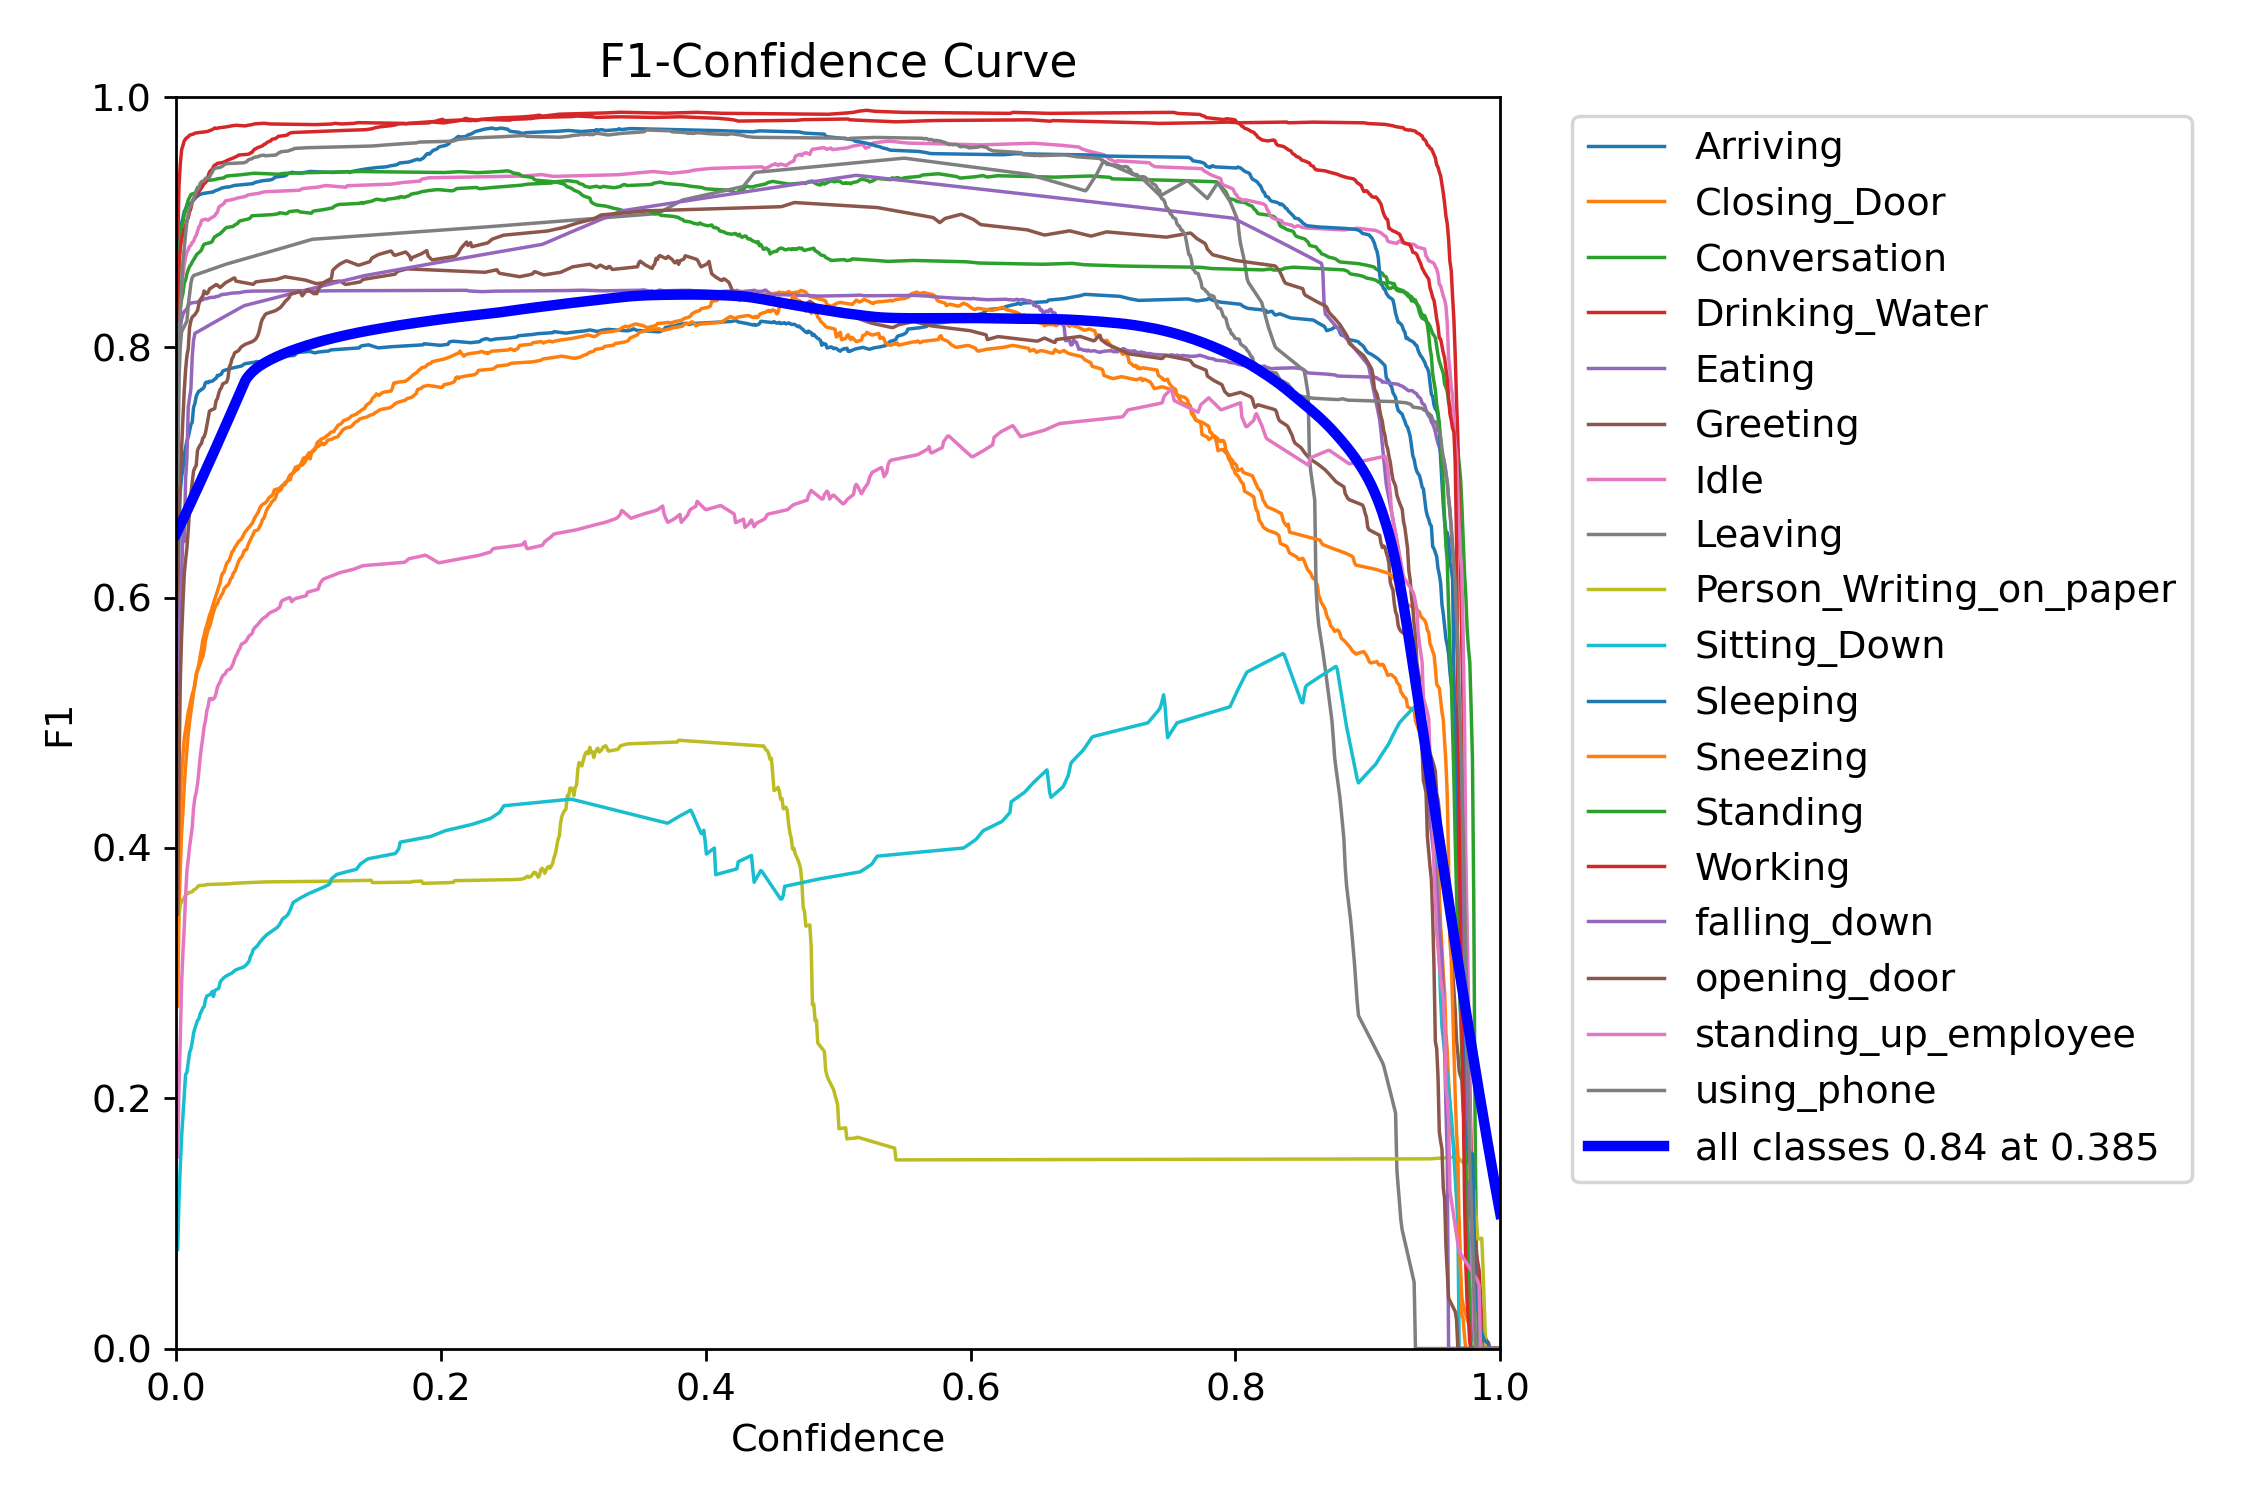 F1-Confidence Curve
1.0
0.8
0.6
0.4
0.2
0.0
F1
0.0 0.2 0.4 0.6 0.8 1.0
Confidence
Arriving
Closing_Door
Conversation
Drinking_Water
Eating
Greeting
Idle
Leaving
Person_Writing_on_paper
Sitting_Down
Sleeping
Sneezing
Standing
Working
falling_down
opening_door
standing_up_employee
using_phone
all classes 0.84 at 0.385